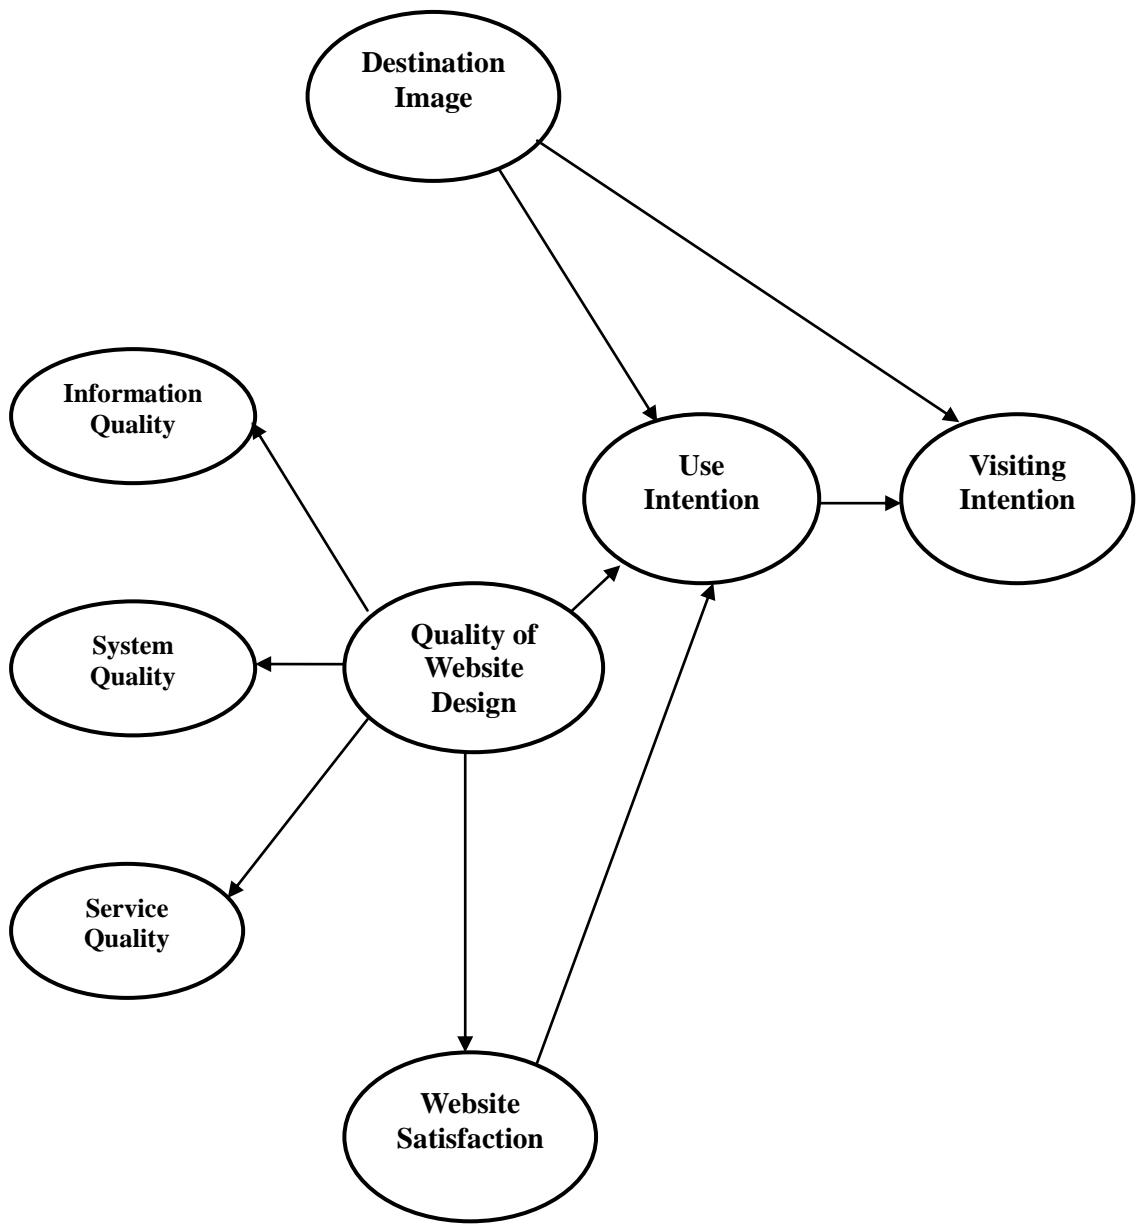 Destination
Image
Information
Quality
Use
Intention
Visiting
Intention
System
Quality
Quality of
Website
Design
Service
Quality
Website
Satisfaction